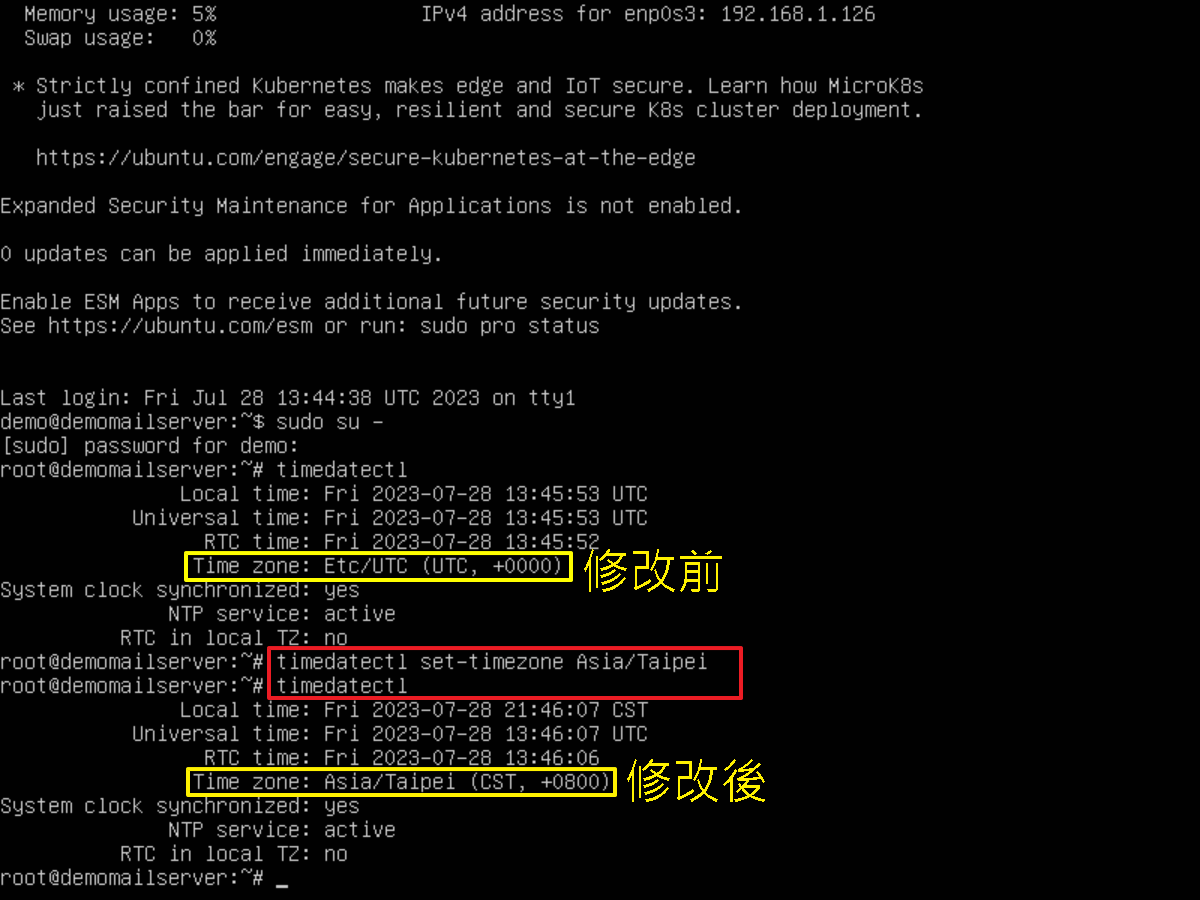 Memory usage: 5%                 IPv4 address for enp0s3: 192.168.1.126
Swap usage:   0%
* Strictly confined Kubernetes makes edge and IoT secure. Learn how MicroK8s
just raised the bar for easy, resilient and secure K8s cluster deployment.
https://ubuntu.com/engage/secure-kubernetes-at-the-edge
Expanded Security Maintenance for Applications is not enabled.
0 updates can be applied immediately.
Enable ESM Apps to receive additional future security updates.
See https://ubuntu.com/esm or run: sudo pro status
Last login: Fri Jul 28 13:44:38 UTC 2023 on tty1
demo@demomailserver:~$ sudo su -
[sudo] password for demo:
root@demomailserver:~# timedatectl
Local time: Fri 2023-07-28 13:45:53 UTC
Universal time: Fri 2023-07-28 13:45:53 UTC
RTC time: Fri 2023-07-28 13:45:52
Time zone: Etc/UTC (UTC, +0000) 修改前
System clock synchronized: yes
NTP service: active
RTC in local TZ: no
root@demomailserver:~# timedatectl set-timezone Asia/Taipei
root@demomailserver:~# timedatectl
Local time: Fri 2023-07-28 21:46:07 CST
Universal time: Fri 2023-07-28 13:46:07 UTC
RTC time: Fri 2023-07-28 13:46:06
Time zone: Asia/Taipei (CST, +0800) 修改後
System clock synchronized: yes
NTP service: active
RTC in local TZ: no
root@demomailserver:~# _